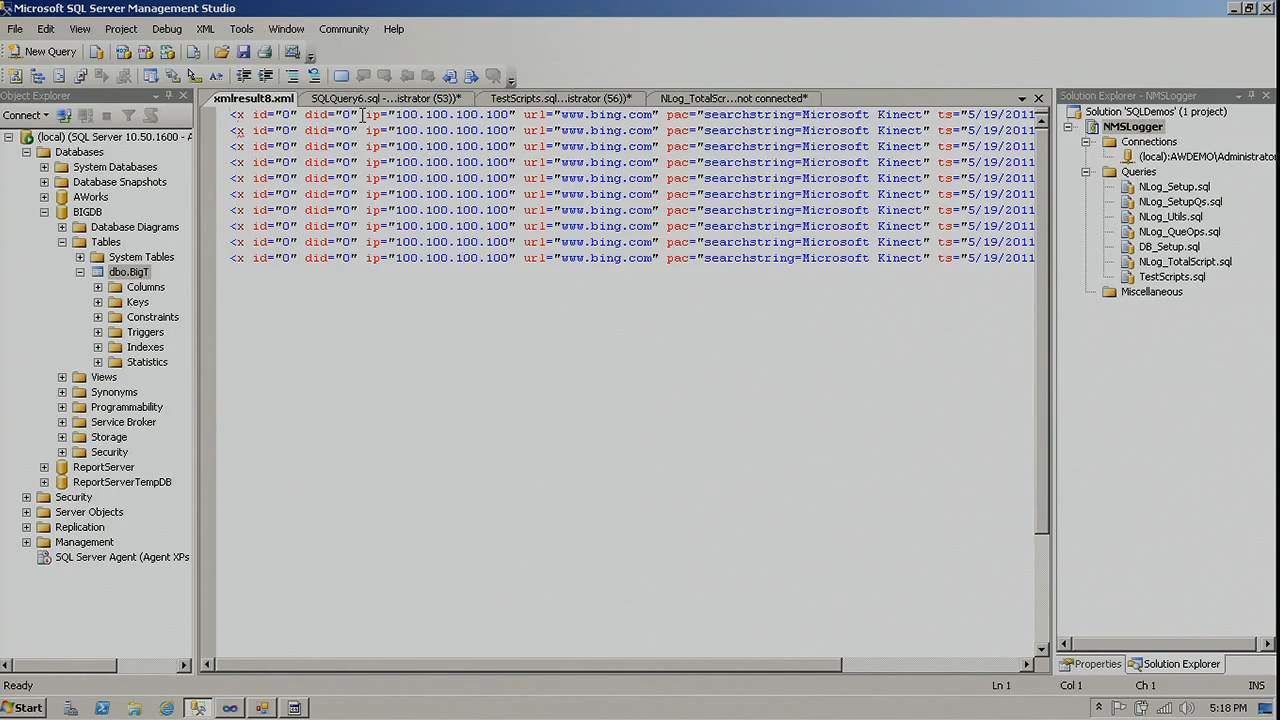 Microsoft SQL Server Management Studio
File Edit View Project Debug XML Tools Window Community Help
New Query
Object Explorer
Connect
(local) (SQL Server 10.50.1600 - A
Databases
System Databases
Database Snapshots
AWorks
BIGDB
Database Diagrams
Tables
System Tables
dbo.BigT
Columns
Keys
Constraints
Triggers
Indexes
Statistics
Views
Synonyms
Programmability
Service Broker
Storage
Security
ReportServer
ReportServerTempDB
Security
Server Objects
Replication
Management
SQL Server Agent (Agent XPs
xmlresult8.xml SQLQuery6.sql -...istrator (53))* TestScripts.sql...istrator (56))* NLog_TotalScr...not connected*
<x id="0" did="0" ip="100.100.100.100" url="www.bing.com" pac="searchstring=Microsoft Kinect" ts="5/19/2011
<x id="0" did="0" ip="100.100.100.100" url="www.bing.com" pac="searchstring=Microsoft Kinect" ts="5/19/2011
<x id="0" did="0" ip="100.100.100.100" url="www.bing.com" pac="searchstring=Microsoft Kinect" ts="5/19/2011
<x id="0" did="0" ip="100.100.100.100" url="www.bing.com" pac="searchstring=Microsoft Kinect" ts="5/19/2011
<x id="0" did="0" ip="100.100.100.100" url="www.bing.com" pac="searchstring=Microsoft Kinect" ts="5/19/2011
<x id="0" did="0" ip="100.100.100.100" url="www.bing.com" pac="searchstring=Microsoft Kinect" ts="5/19/2011
<x id="0" did="0" ip="100.100.100.100" url="www.bing.com" pac="searchstring=Microsoft Kinect" ts="5/19/2011
<x id="0" did="0" ip="100.100.100.100" url="www.bing.com" pac="searchstring=Microsoft Kinect" ts="5/19/2011
<x id="0" did="0" ip="100.100.100.100" url="www.bing.com" pac="searchstring=Microsoft Kinect" ts="5/19/2011
<x id="0" did="0" ip="100.100.100.100" url="www.bing.com" pac="searchstring=Microsoft Kinect" ts="5/19/2011
Solution Explorer - NMSLogger
Solution 'SQLDemos' (1 project)
NMSLogger
Connections
(local):AWDEMO\Administrato
Queries
NLog_Setup.sql
NLog_SetupQs.sql
NLog_Utils.sql
NLog_QueOps.sql
DB_Setup.sql
NLog_TotalScript.sql
TestScripts.sql
Miscellaneous
Properties Solution Explorer
Ready Ln 1 Col 1 Ch 1 INS
Start 5:18 PM